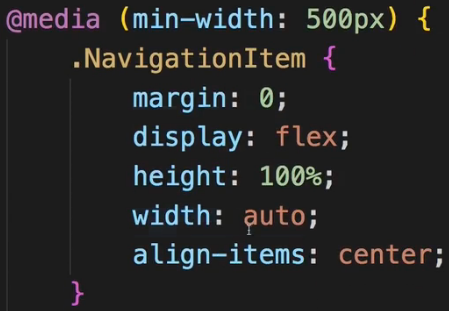 @media (min-width: 500px) {
    .NavigationItem {
        margin: 0;
        display: flex;
        height: 100%;
        width: auto;
        align-items: center;
    }